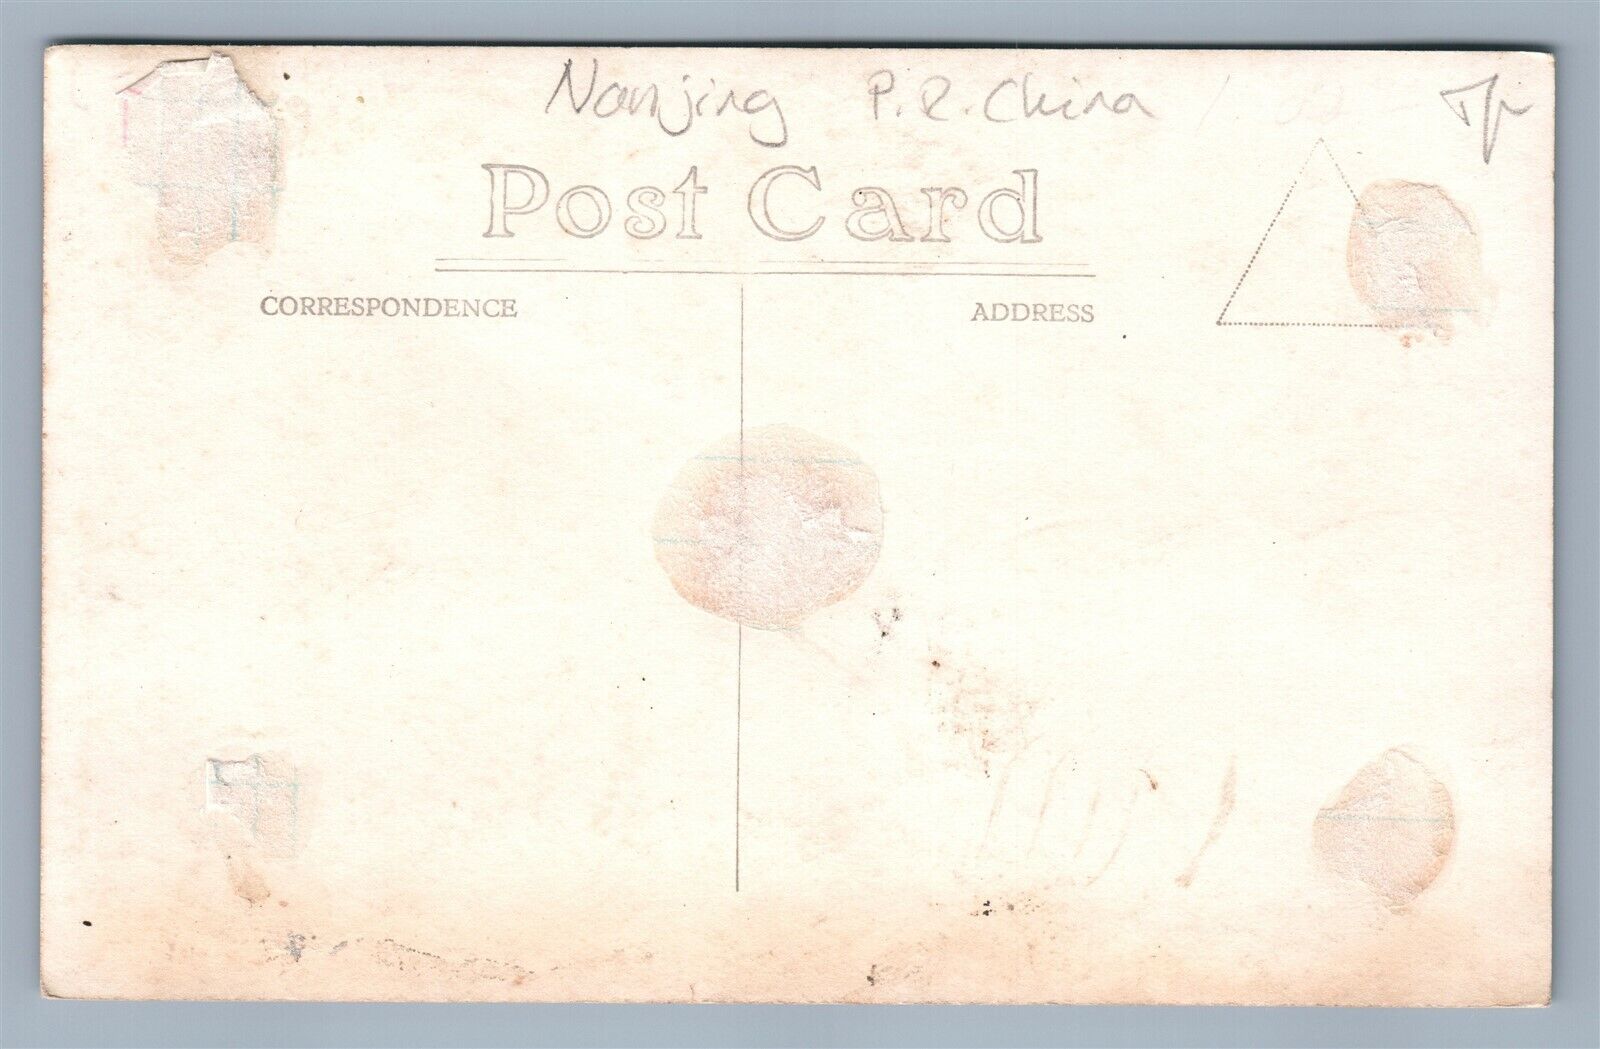 Nanjing P.R. China
Post Card
CORRESPONDENCE ADDRESS